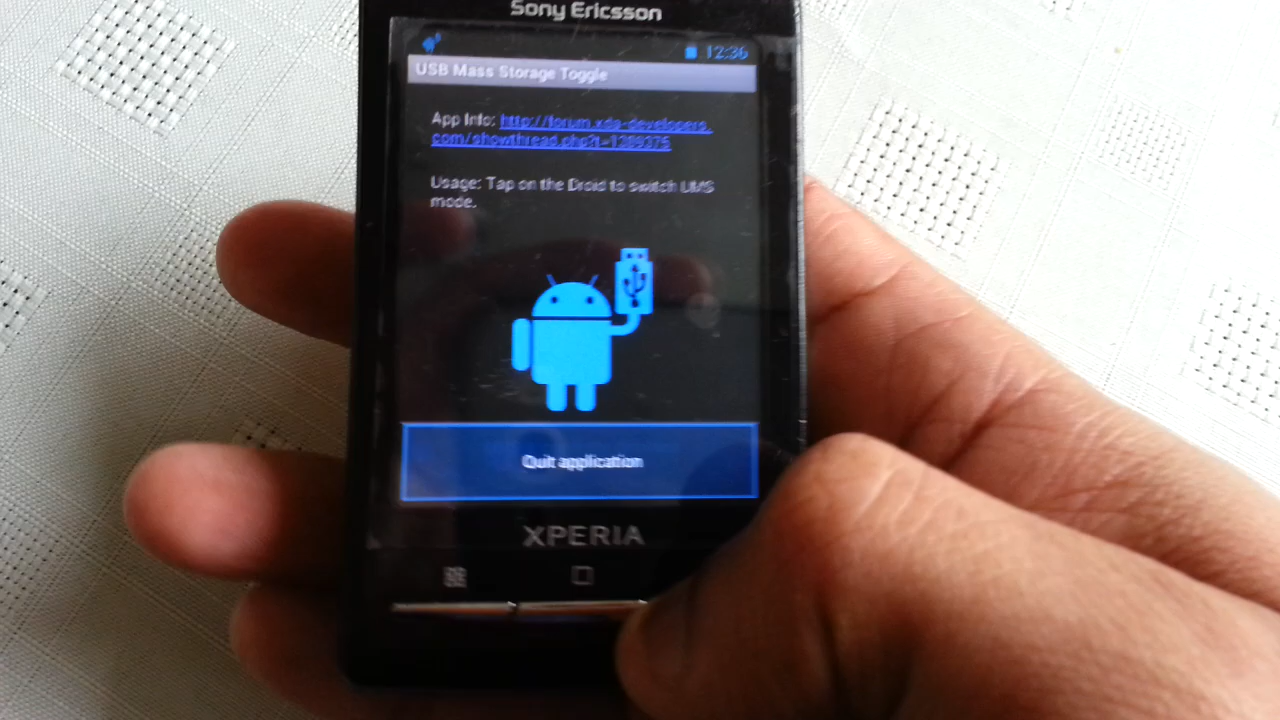 Sony Ericsson
12:36
USB Mass Storage Toggle
App Info: http://forum.xda-developers.
com/showthread.php?t=1389375
Usage: Tap on the Droid to switch UMS
mode.
Quit application
XPERIA